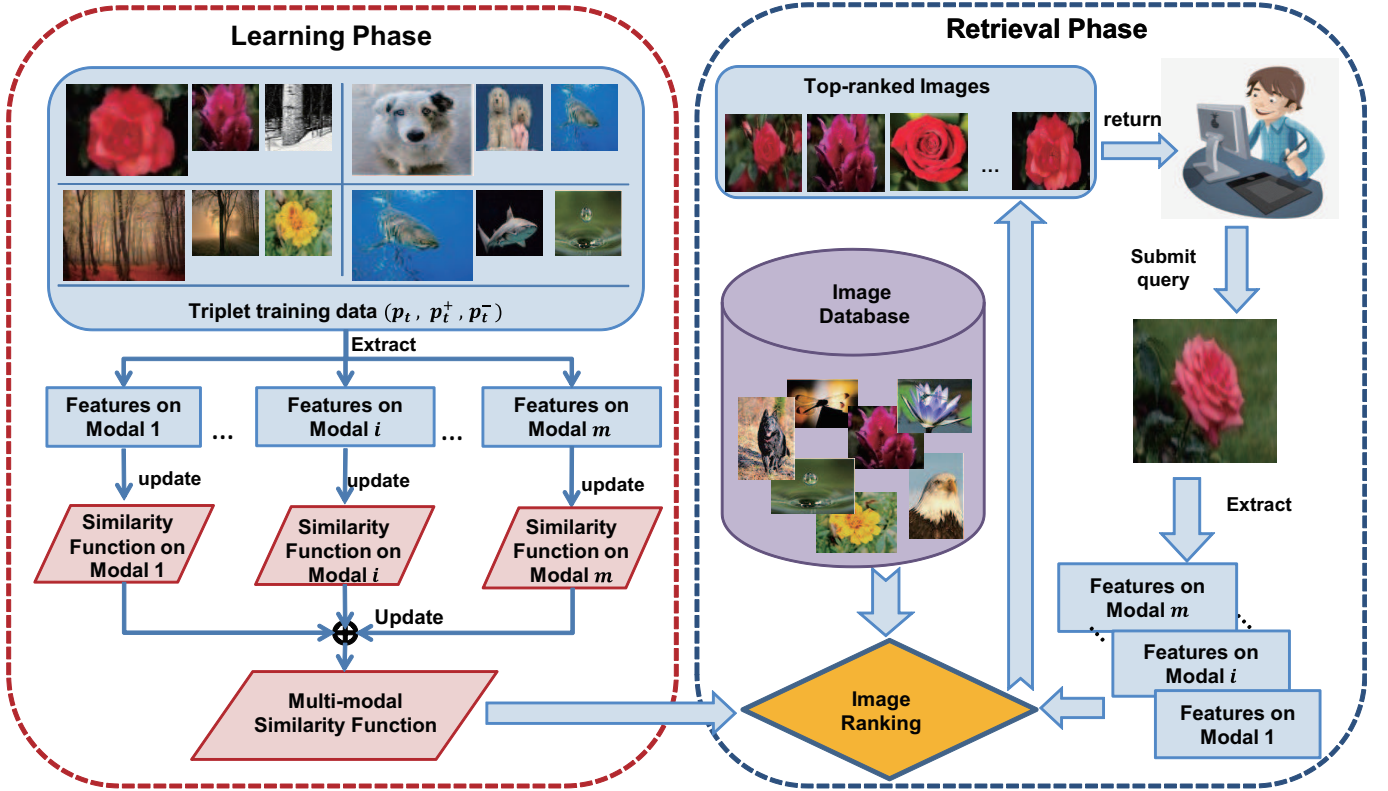 Learning Phase
Triplet training data (p_t , p_t^+ , p_t^-)
Extract
Features on
Modal 1
...
Features on
Modal i
...
Features on
Modal m
update
update
update
Similarity
Function on
Modal 1
Similarity
Function on
Modal i
Similarity
Function on
Modal m
Update
Multi-modal
Similarity Function
Retrieval Phase
Top-ranked Images
...
return
Submit
query
Image
Database
Extract
Features on
Modal m
Features on
Modal i
Features on
Modal 1
Image
Ranking